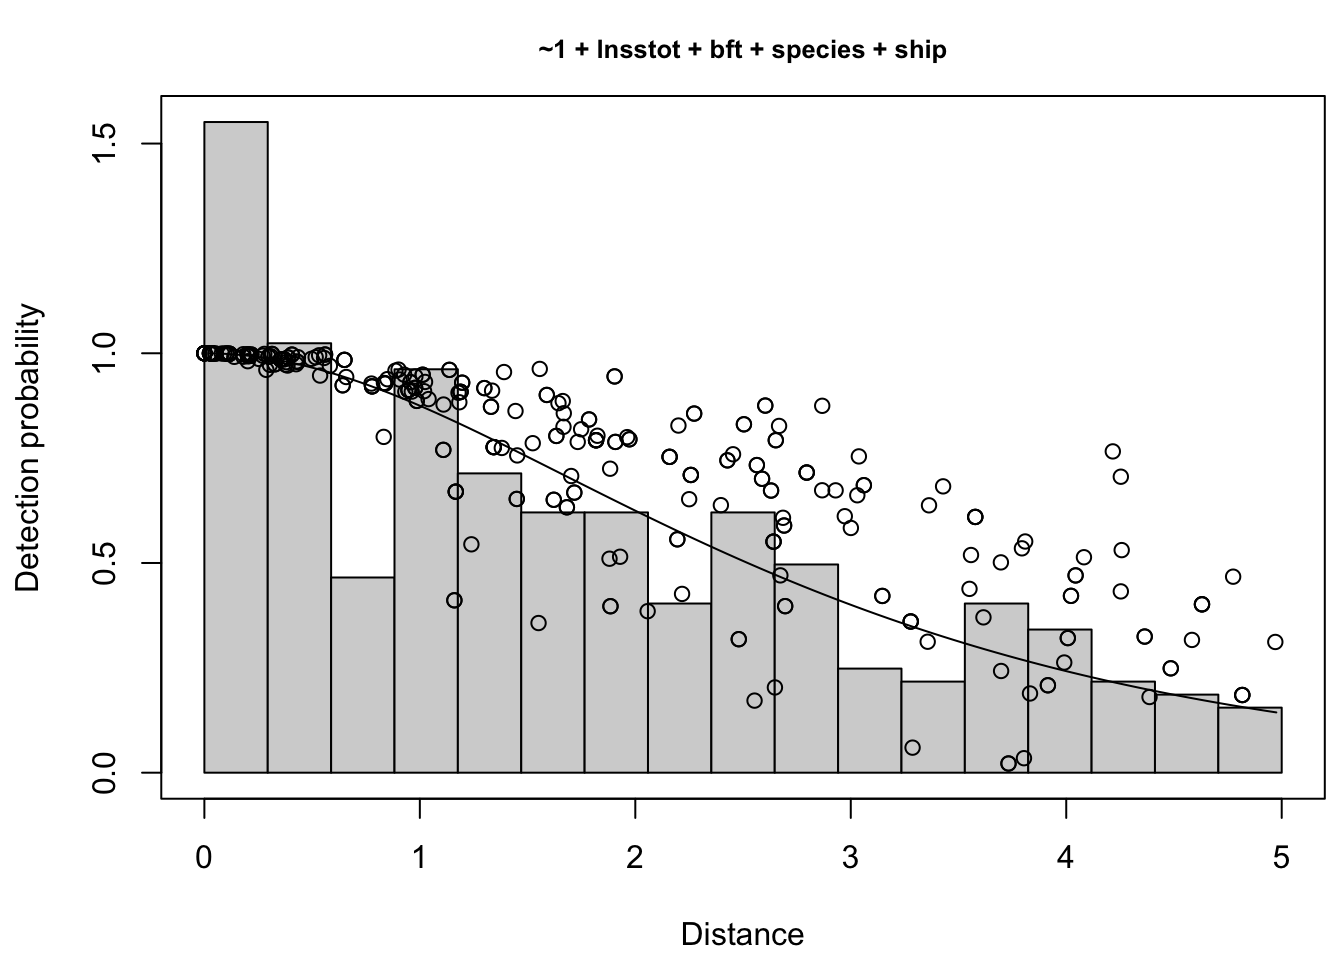 ~1 + lnsstot + bft + species + ship
Detection probability
1.5
1.0
0.5
0.0
0 1 2 3 4 5
Distance